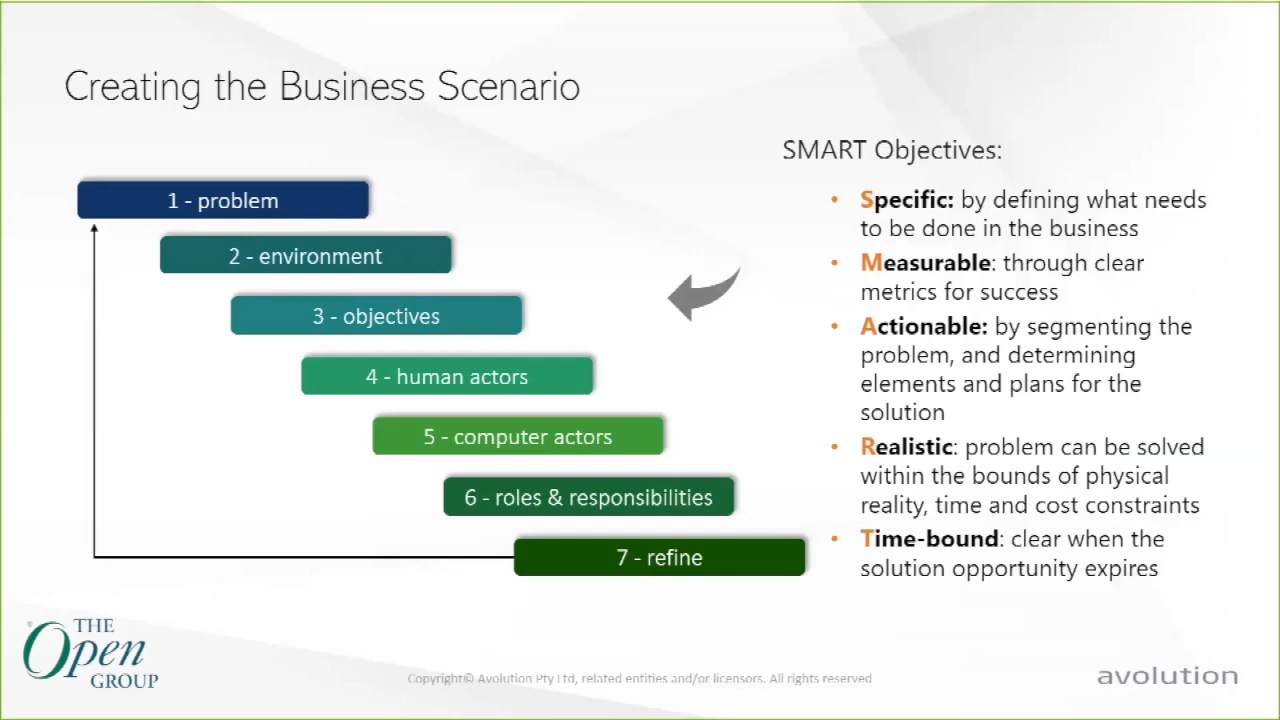 Creating the Business Scenario
1 - problem
2 - environment
3 - objectives
4 - human actors
5 - computer actors
6 - roles & responsibilities
7 - refine
SMART Objectives:
• Specific: by defining what needs
to be done in the business
• Measurable: through clear
metrics for success
• Actionable: by segmenting the
problem, and determining
elements and plans for the
solution
• Realistic: problem can be solved
within the bounds of physical
reality, time and cost constraints
• Time-bound: clear when the
solution opportunity expires
THE
Open
GROUP
Copyright© Avolution Pty Ltd, related entities and/or licensors. All rights reserved
avolution